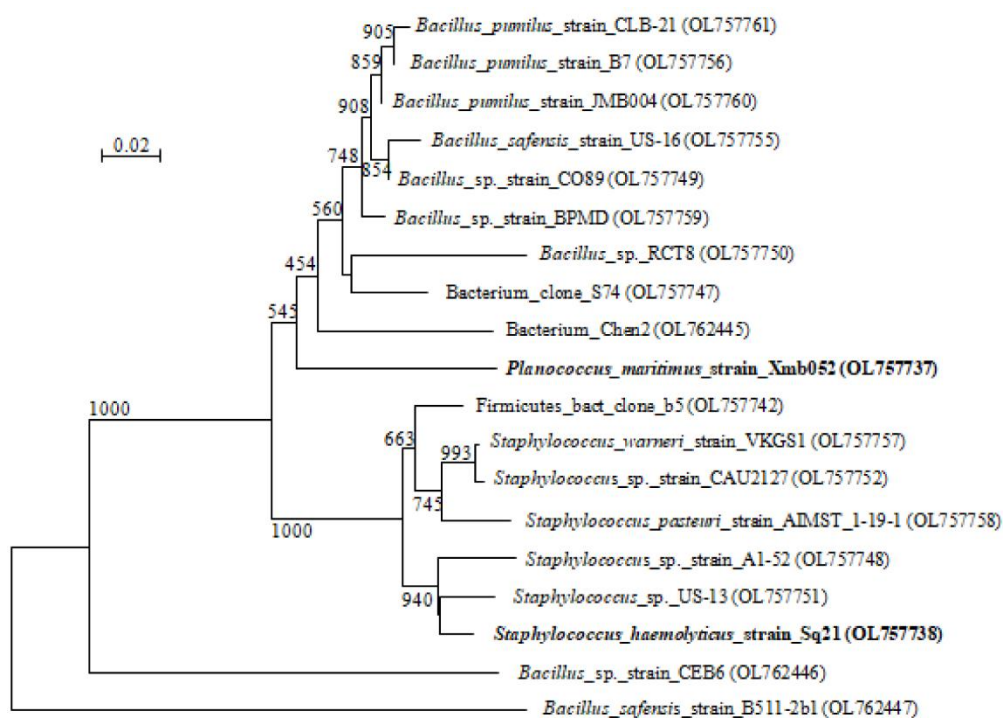 905
Bacillus_pumilus_strain_CLB-21 (OL757761)
859
Bacillus_pumilus_strain_B7 (OL757756)
908
Bacillus_pumilus_strain_JMB004 (OL757760)
0.02
748
854
Bacillus_safensis_strain_US-16 (OL757755)
Bacillus_sp._strain_CO89 (OL757749)
560
Bacillus_sp._strain_BPMD (OL757759)
454
Bacillus_sp._RCT8 (OL757750)
Bacterium_clone_S74 (OL757747)
545
Bacterium_Chen2 (OL762445)
Planococcus_maritimus_strain_Xmb052 (OL757737)
1000
Firmicutes_bact_clone_b5 (OL757742)
663
993
Staphylococcus_warneri_strain_VKGS1 (OL757757)
Staphylococcus_sp._strain_CAU2127 (OL757752)
745
Staphylococcus_pasteuri_strain_AIMST_1-19-1 (OL757758)
1000
Staphylococcus_sp._strain_A1-52 (OL757748)
940
Staphylococcus_sp._US-13 (OL757751)
Staphylococcus_haemolyticus_strain_Sq21 (OL757738)
Bacillus_sp._strain_CEB6 (OL762446)
Bacillus_safensis_strain_B511-2b1 (OL762447)